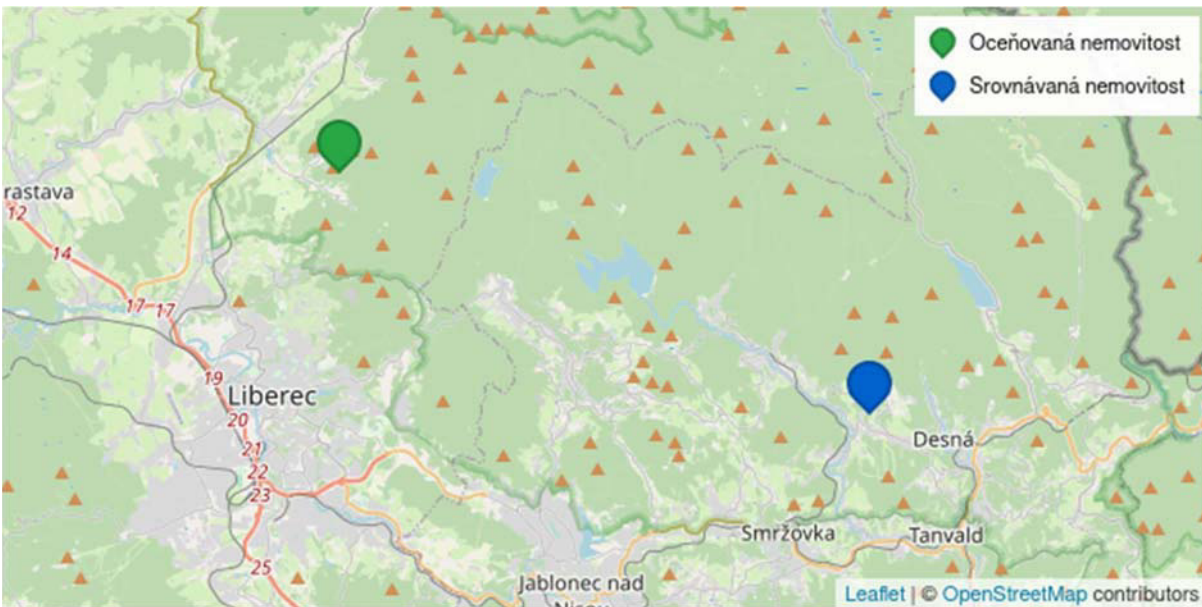 Oceňovaná nemovitost
Srovnávaná nemovitost
rastava
12
14
17
17
19
Liberec
20
21
22
23
25
Desná
Smržovka
Tanvald
Jablonec nad
Nisou
Leaflet | © OpenStreetMap contributors